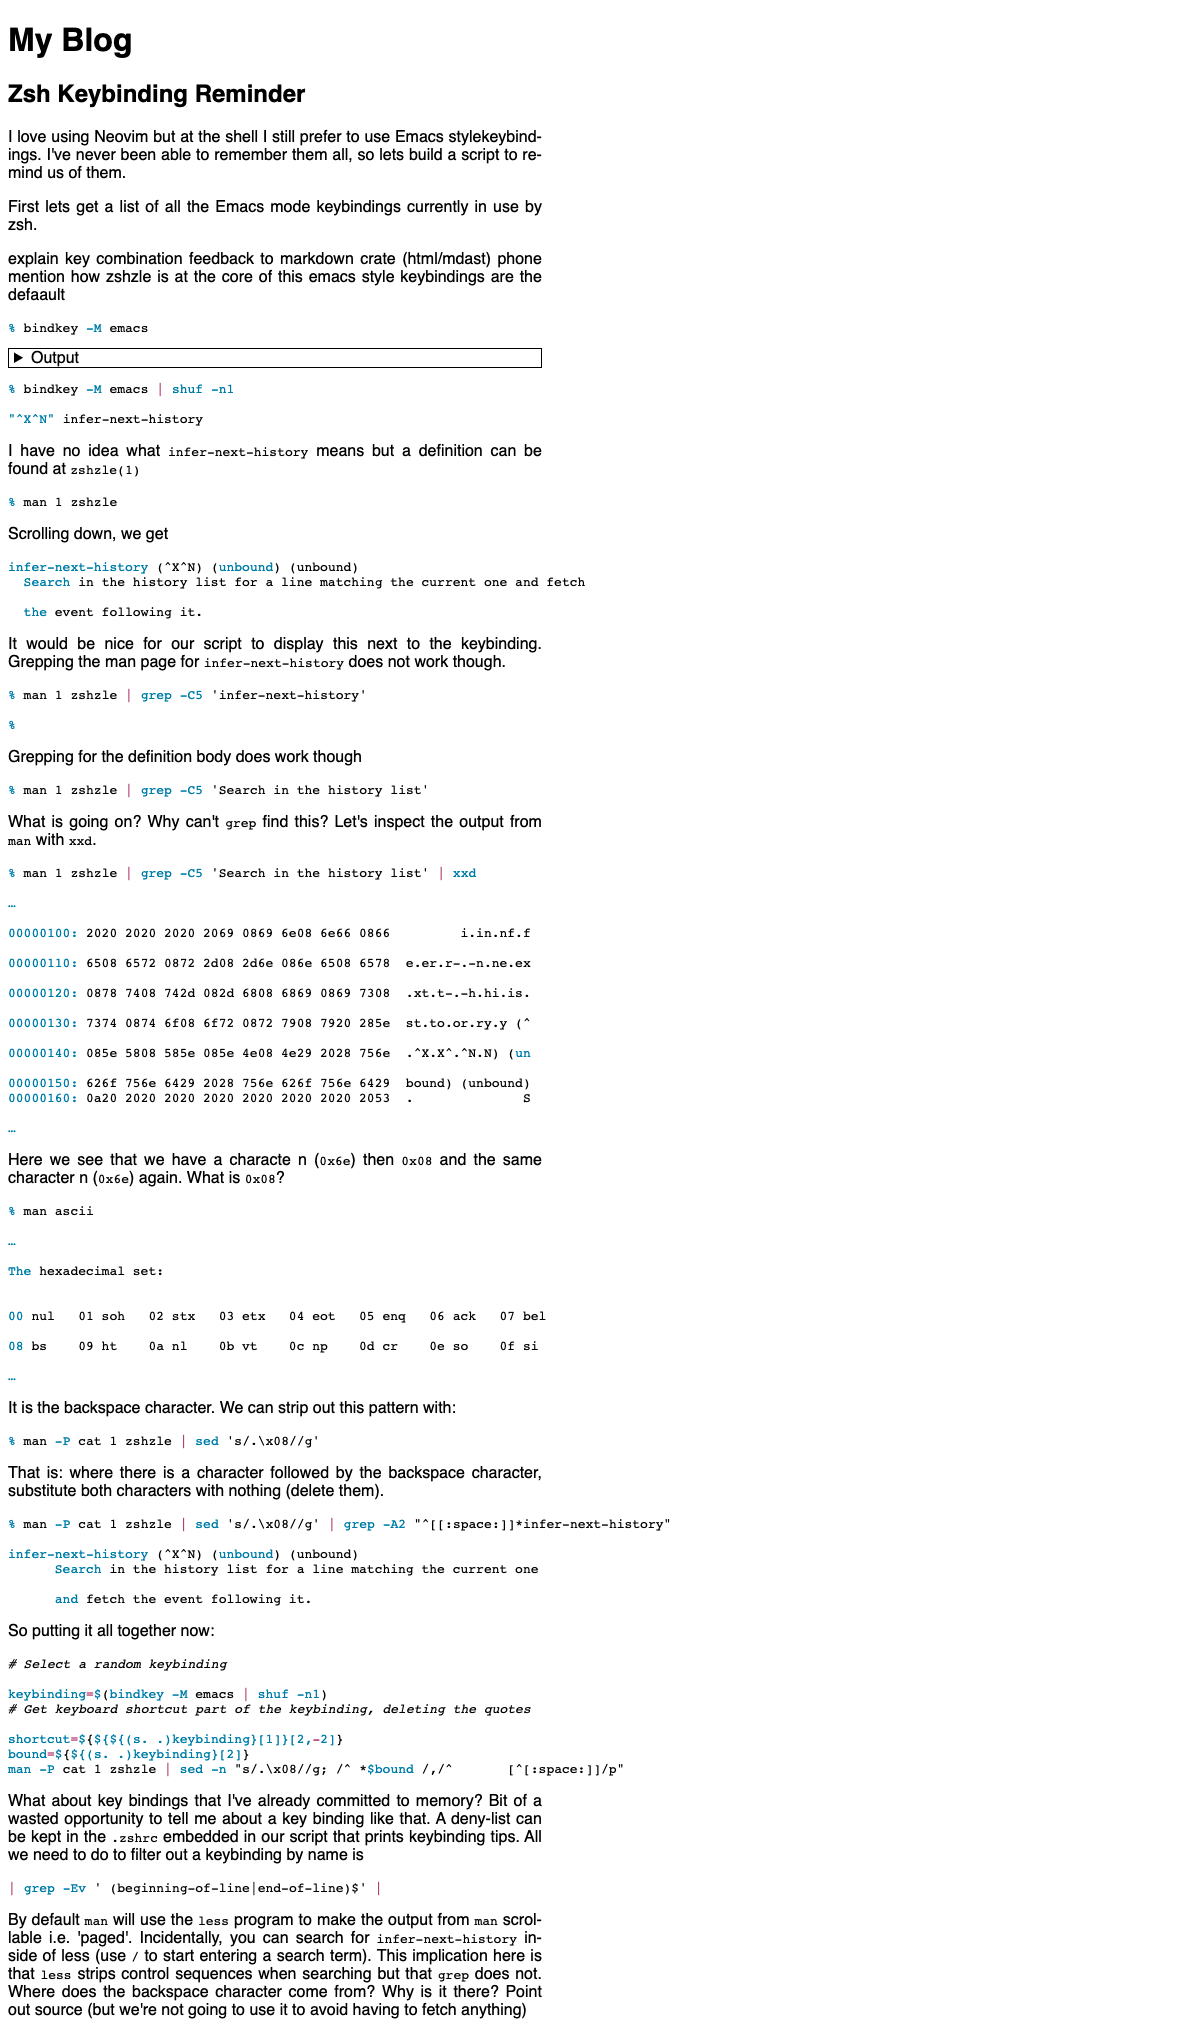 My Blog
Zsh Keybinding Reminder
I love using Neovim but at the shell I still prefer to use Emacs stylekeybind-
ings. I've never been able to remember them all, so lets build a script to re-
mind us of them.
First lets get a list of all the Emacs mode keybindings currently in use by
zsh.
explain key combination feedback to markdown crate (html/mdast) phone
mention how zshzle is at the core of this emacs style keybindings are the
defaault
% bindkey -M emacs
▶ Output
% bindkey -M emacs | shuf -n1
"^X^N" infer-next-history
I have no idea what infer-next-history means but a definition can be
found at zshzle(1)
% man 1 zshzle
Scrolling down, we get
infer-next-history (^X^N) (unbound) (unbound)
  Search in the history list for a line matching the current one and fetch
  the event following it.
It would be nice for our script to display this next to the keybinding.
Grepping the man page for infer-next-history does not work though.
% man 1 zshzle | grep -C5 'infer-next-history'
%
Grepping for the definition body does work though
% man 1 zshzle | grep -C5 'Search in the history list'
What is going on? Why can't grep find this? Let's inspect the output from
man with xxd.
% man 1 zshzle | grep -C5 'Search in the history list' | xxd
…
00000100: 2020 2020 2020 2069 0869 6e08 6e66 0866         i.in.nf.f
00000110: 6508 6572 0872 2d08 2d6e 086e 6508 6578  e.er.r-.-n.ne.ex
00000120: 0878 7408 742d 082d 6808 6869 0869 7308  .xt.t-.-h.hi.is.
00000130: 7374 0874 6f08 6f72 0872 7908 7920 285e  st.to.or.ry.y (^
00000140: 085e 5808 585e 085e 4e08 4e29 2028 756e  .^X.X^.^N.N) (un
00000150: 626f 756e 6429 2028 756e 626f 756e 6429  bound) (unbound)
00000160: 0a20 2020 2020 2020 2020 2020 2020 2053  .              S
…
Here we see that we have a characte n (0x6e) then 0x08 and the same
character n (0x6e) again. What is 0x08?
% man ascii
…
The hexadecimal set:
00 nul   01 soh   02 stx   03 etx   04 eot   05 enq   06 ack   07 bel
08 bs    09 ht    0a nl    0b vt    0c np    0d cr    0e so    0f si
…
It is the backspace character. We can strip out this pattern with:
% man -P cat 1 zshzle | sed 's/.\x08//g'
That is: where there is a character followed by the backspace character,
substitute both characters with nothing (delete them).
% man -P cat 1 zshzle | sed 's/.\x08//g' | grep -A2 "^[[:space:]]*infer-next-history"
infer-next-history (^X^N) (unbound) (unbound)
      Search in the history list for a line matching the current one
      and fetch the event following it.
So putting it all together now:
# Select a random keybinding
keybinding=$(bindkey -M emacs | shuf -n1)
# Get keyboard shortcut part of the keybinding, deleting the quotes
shortcut=${${${(s. .)keybinding}[1]}[2,-2]}
bound=${${(s. .)keybinding}[2]}
man -P cat 1 zshzle | sed -n "s/.\x08//g; /^ *$bound /,/^       [^[:space:]]/p"
What about key bindings that I've already committed to memory? Bit of a
wasted opportunity to tell me about a key binding like that. A deny-list can
be kept in the .zshrc embedded in our script that prints keybinding tips. All
we need to do to filter out a keybinding by name is
| grep -Ev ' (beginning-of-line|end-of-line)$' |
By default man will use the less program to make the output from man scrol-
lable i.e. 'paged'. Incidentally, you can search for infer-next-history in-
side of less (use / to start entering a search term). This implication here is
that less strips control sequences when searching but that grep does not.
Where does the backspace character come from? Why is it there? Point
out source (but we're not going to use it to avoid having to fetch anything)